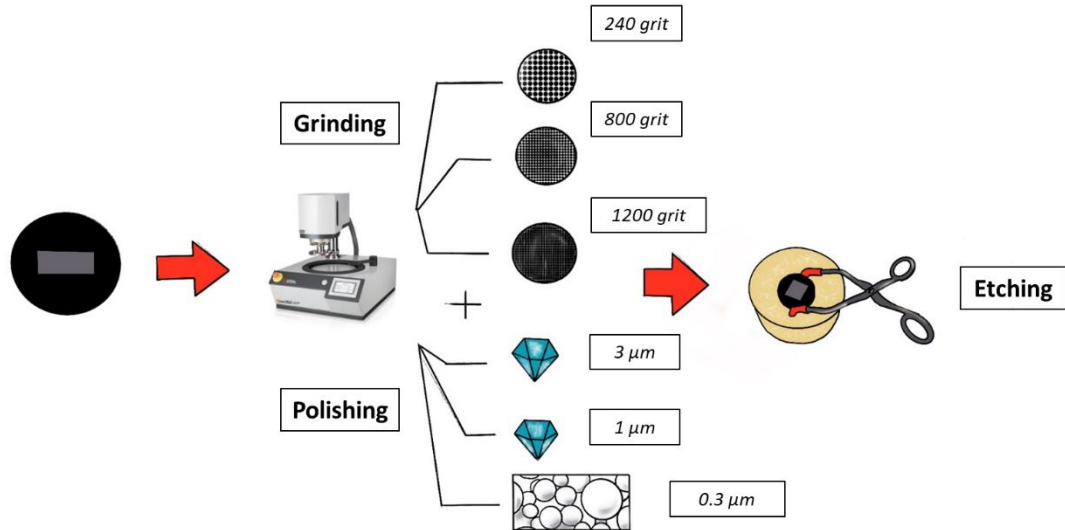 240 grit
Grinding
800 grit
1200 grit
Etching
3 µm
Polishing
1 µm
0.3 µm